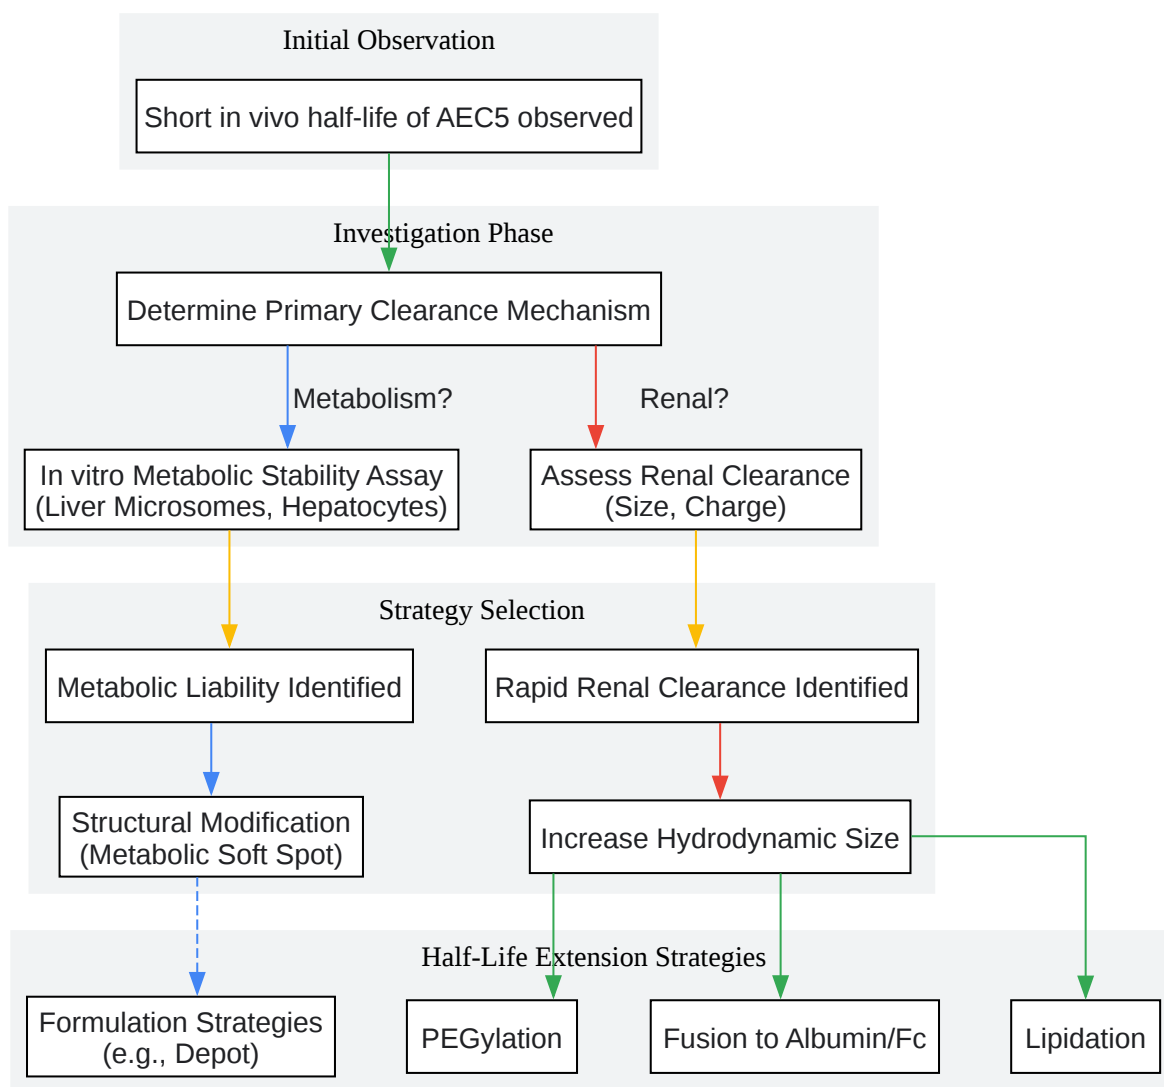 Initial Observation
Short in vivo half-life of AEC5 observed
Investigation Phase
Determine Primary Clearance Mechanism
Metabolism?
Renal?
In vitro Metabolic Stability Assay
(Liver Microsomes, Hepatocytes)
Assess Renal Clearance
(Size, Charge)
Strategy Selection
Metabolic Liability Identified
Rapid Renal Clearance Identified
Structural Modification
(Metabolic Soft Spot)
Increase Hydrodynamic Size
Half-Life Extension Strategies
Formulation Strategies
(e.g., Depot)
PEGylation
Fusion to Albumin/Fc
Lipidation